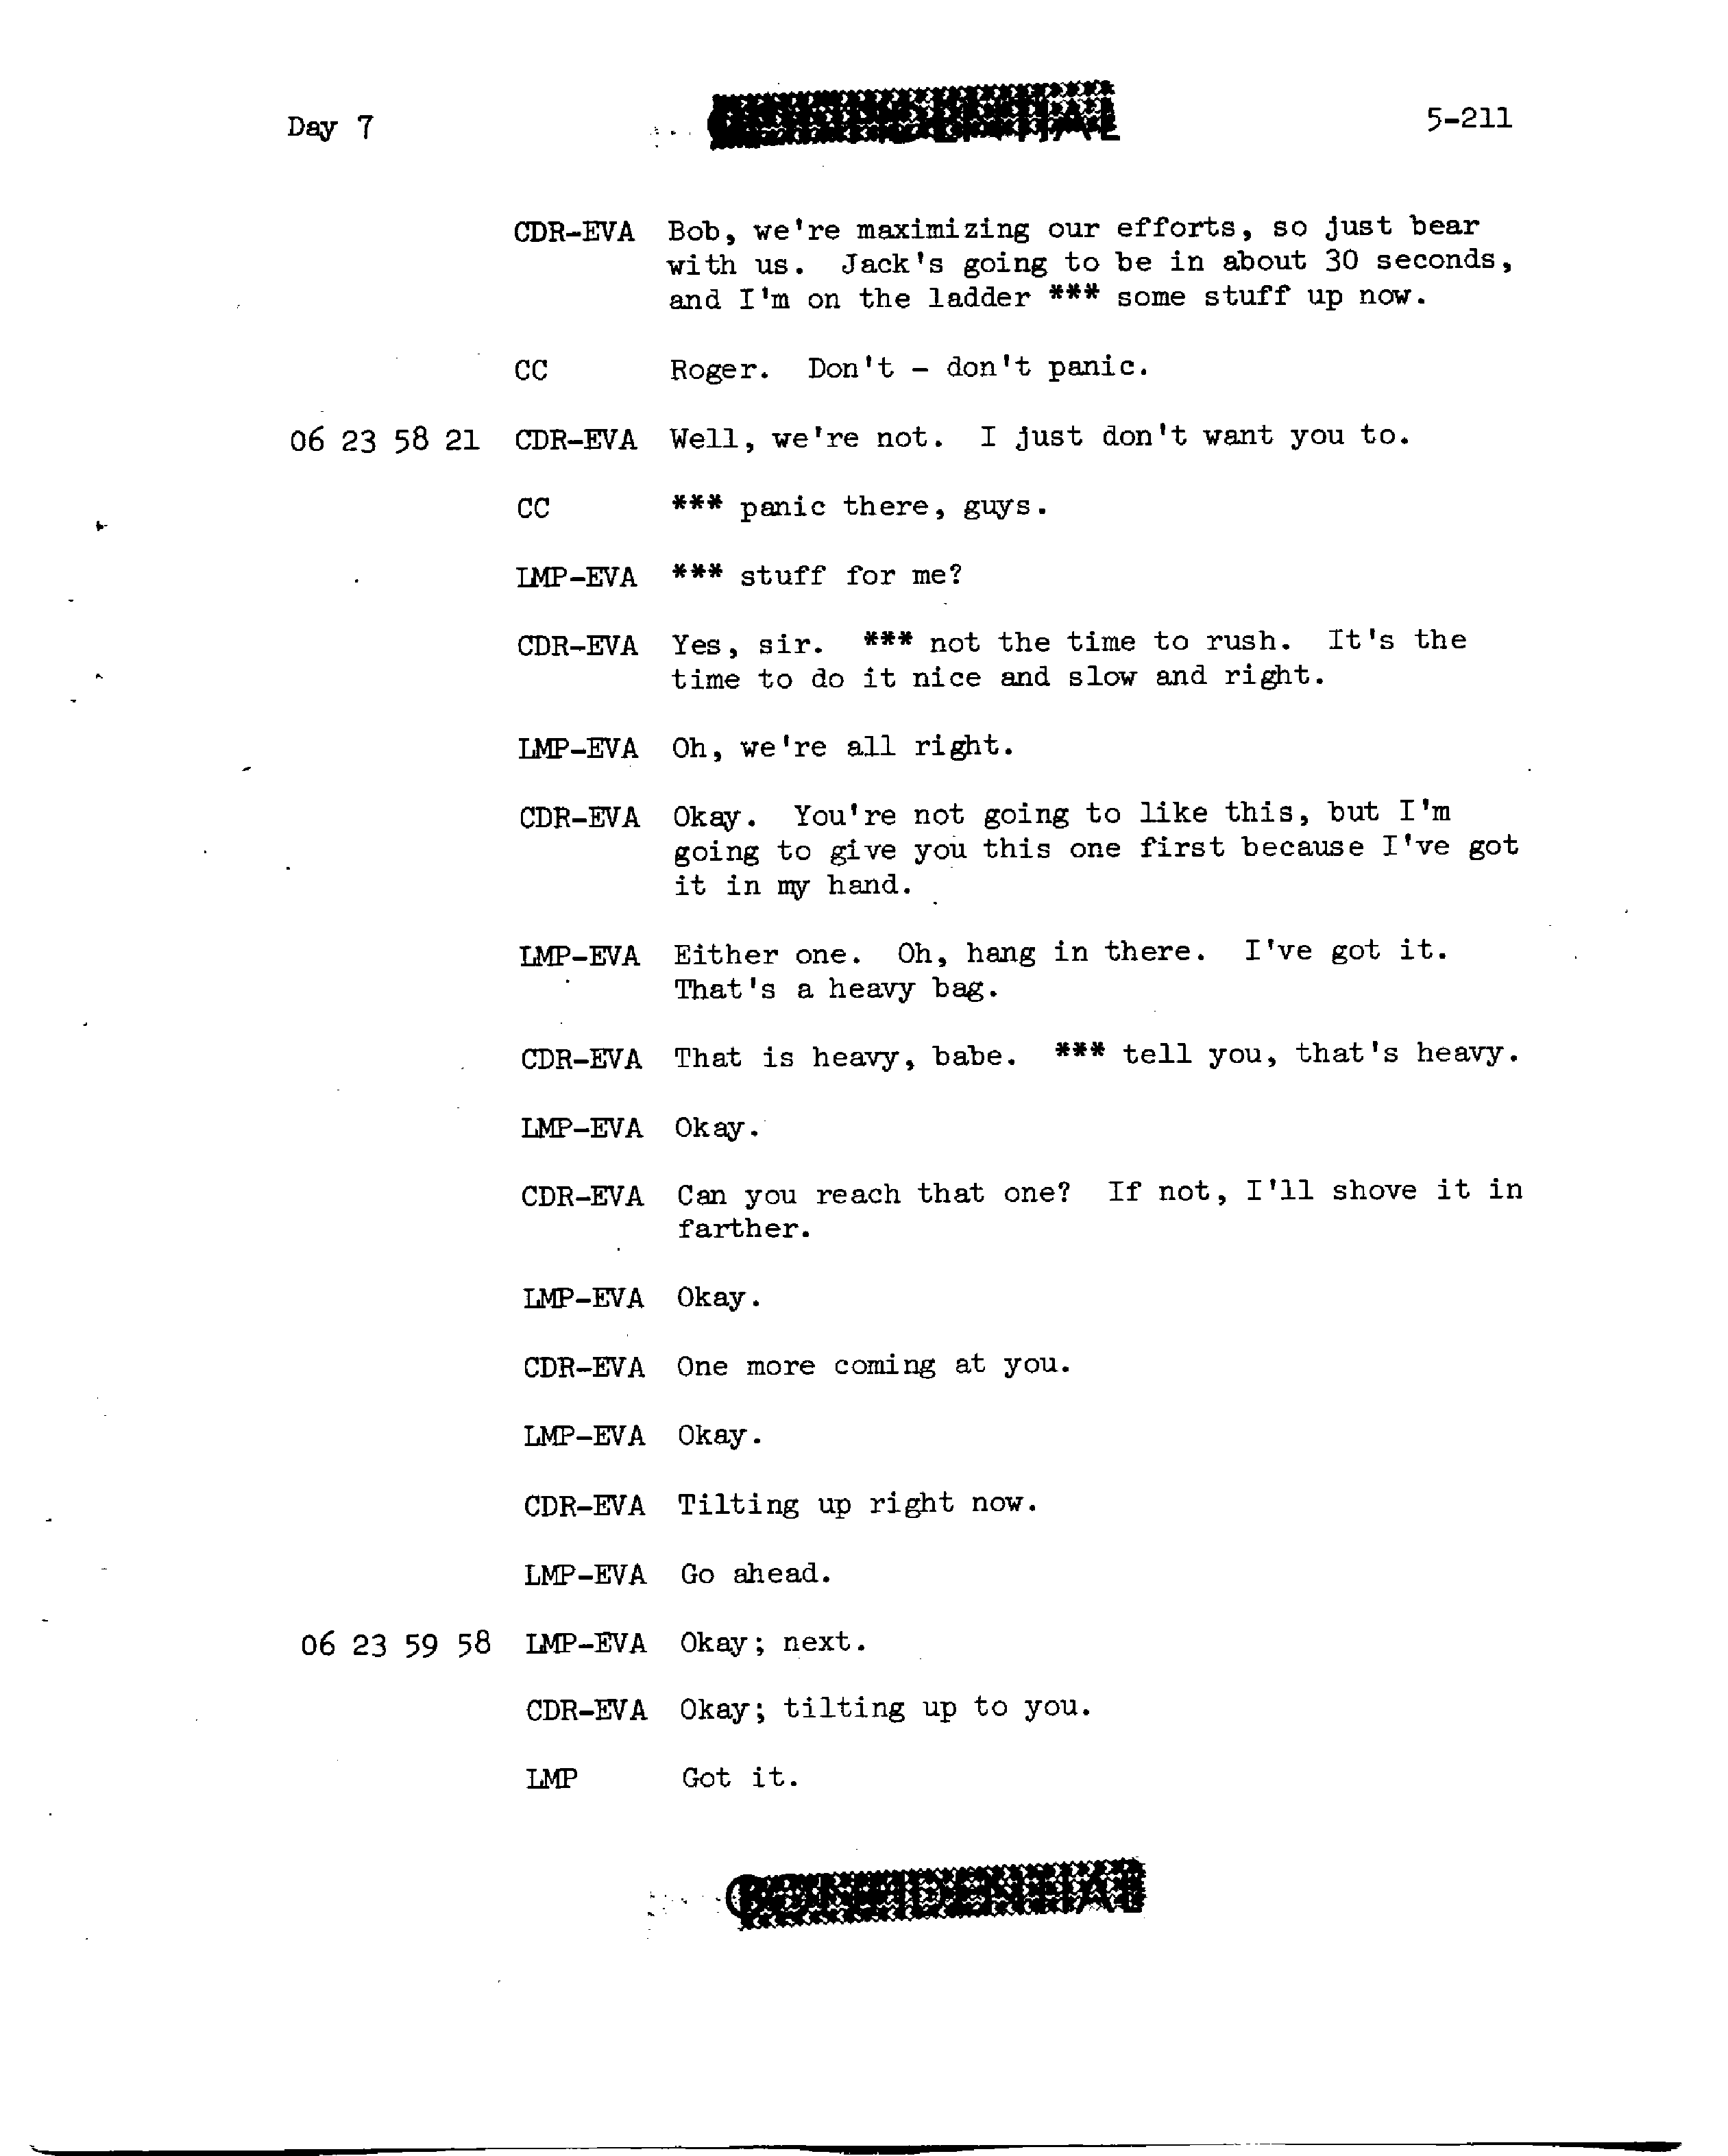 Day 7
5-211
CDR-EVA Bob, we're maximizing our efforts, so just bear
with us. Jack's going to be in about 30 seconds,
and I'm on the ladder *** some stuff up now.
CC Roger. Don't - don't panic.
06 23 58 21 CDR-EVA Well, we're not. I just don't want you to.
CC *** panic there, guys.
LMP-EVA *** stuff for me?
CDR-EVA Yes, sir. *** not the time to rush. It's the
time to do it nice and slow and right.
LMP-EVA Oh, we're all right.
CDR-EVA Okay. You're not going to like this, but I'm
going to give you this one first because I've got
it in my hand.
LMP-EVA Either one. Oh, hang in there. I've got it.
That's a heavy bag.
CDR-EVA That is heavy, babe. *** tell you, that's heavy.
LMP-EVA Okay.
CDR-EVA Can you reach that one? If not, I'll shove it in
farther.
LMP-EVA Okay.
CDR-EVA One more coming at you.
LMP-EVA Okay.
CDR-EVA Tilting up right now.
LMP-EVA Go ahead.
06 23 59 58 LMP-EVA Okay; next.
CDR-EVA Okay; tilting up to you.
LMP Got it.
CONFIDENTIAL